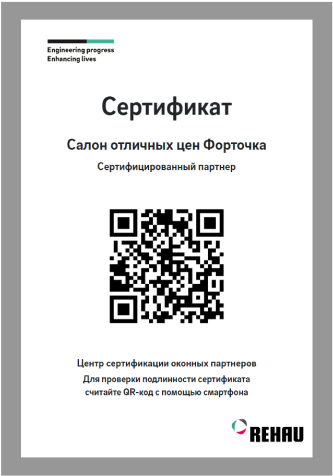 Engineering progress
Enhancing lives
Сертификат
Салон отличных цен Форточка
Сертифицированный партнер
Центр сертификации оконных партнеров
Для проверки подлинности сертификата
считайте QR-код с помощью смартфона
REHAU